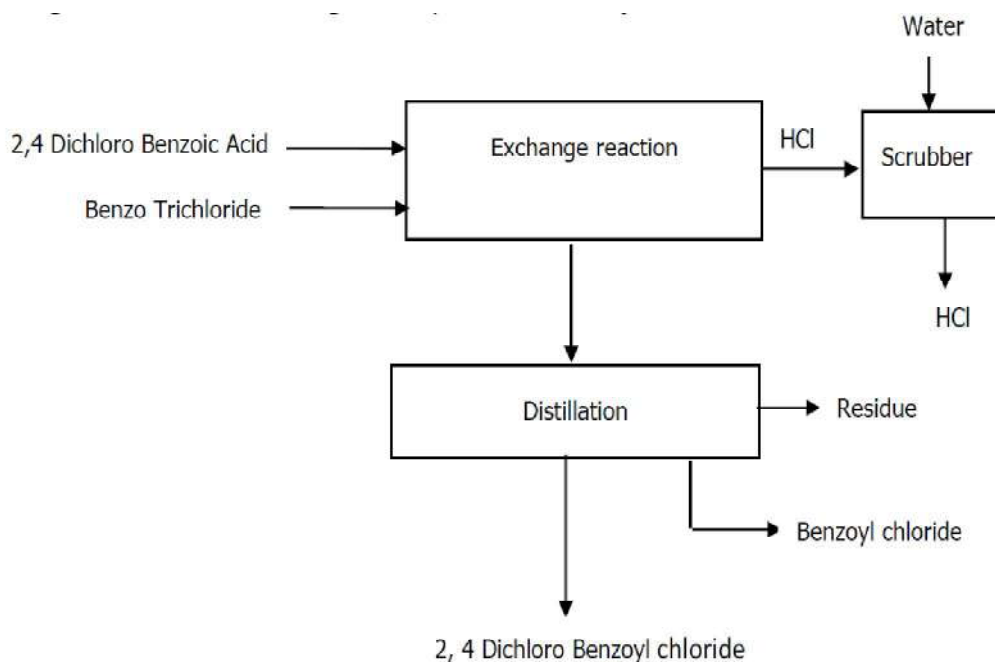 Water
2,4 Dichloro Benzoic Acid
Exchange reaction
HCl
Scrubber
Benzo Trichloride
HCl
Distillation
Residue
Benzoyl chloride
2, 4 Dichloro Benzoyl chloride